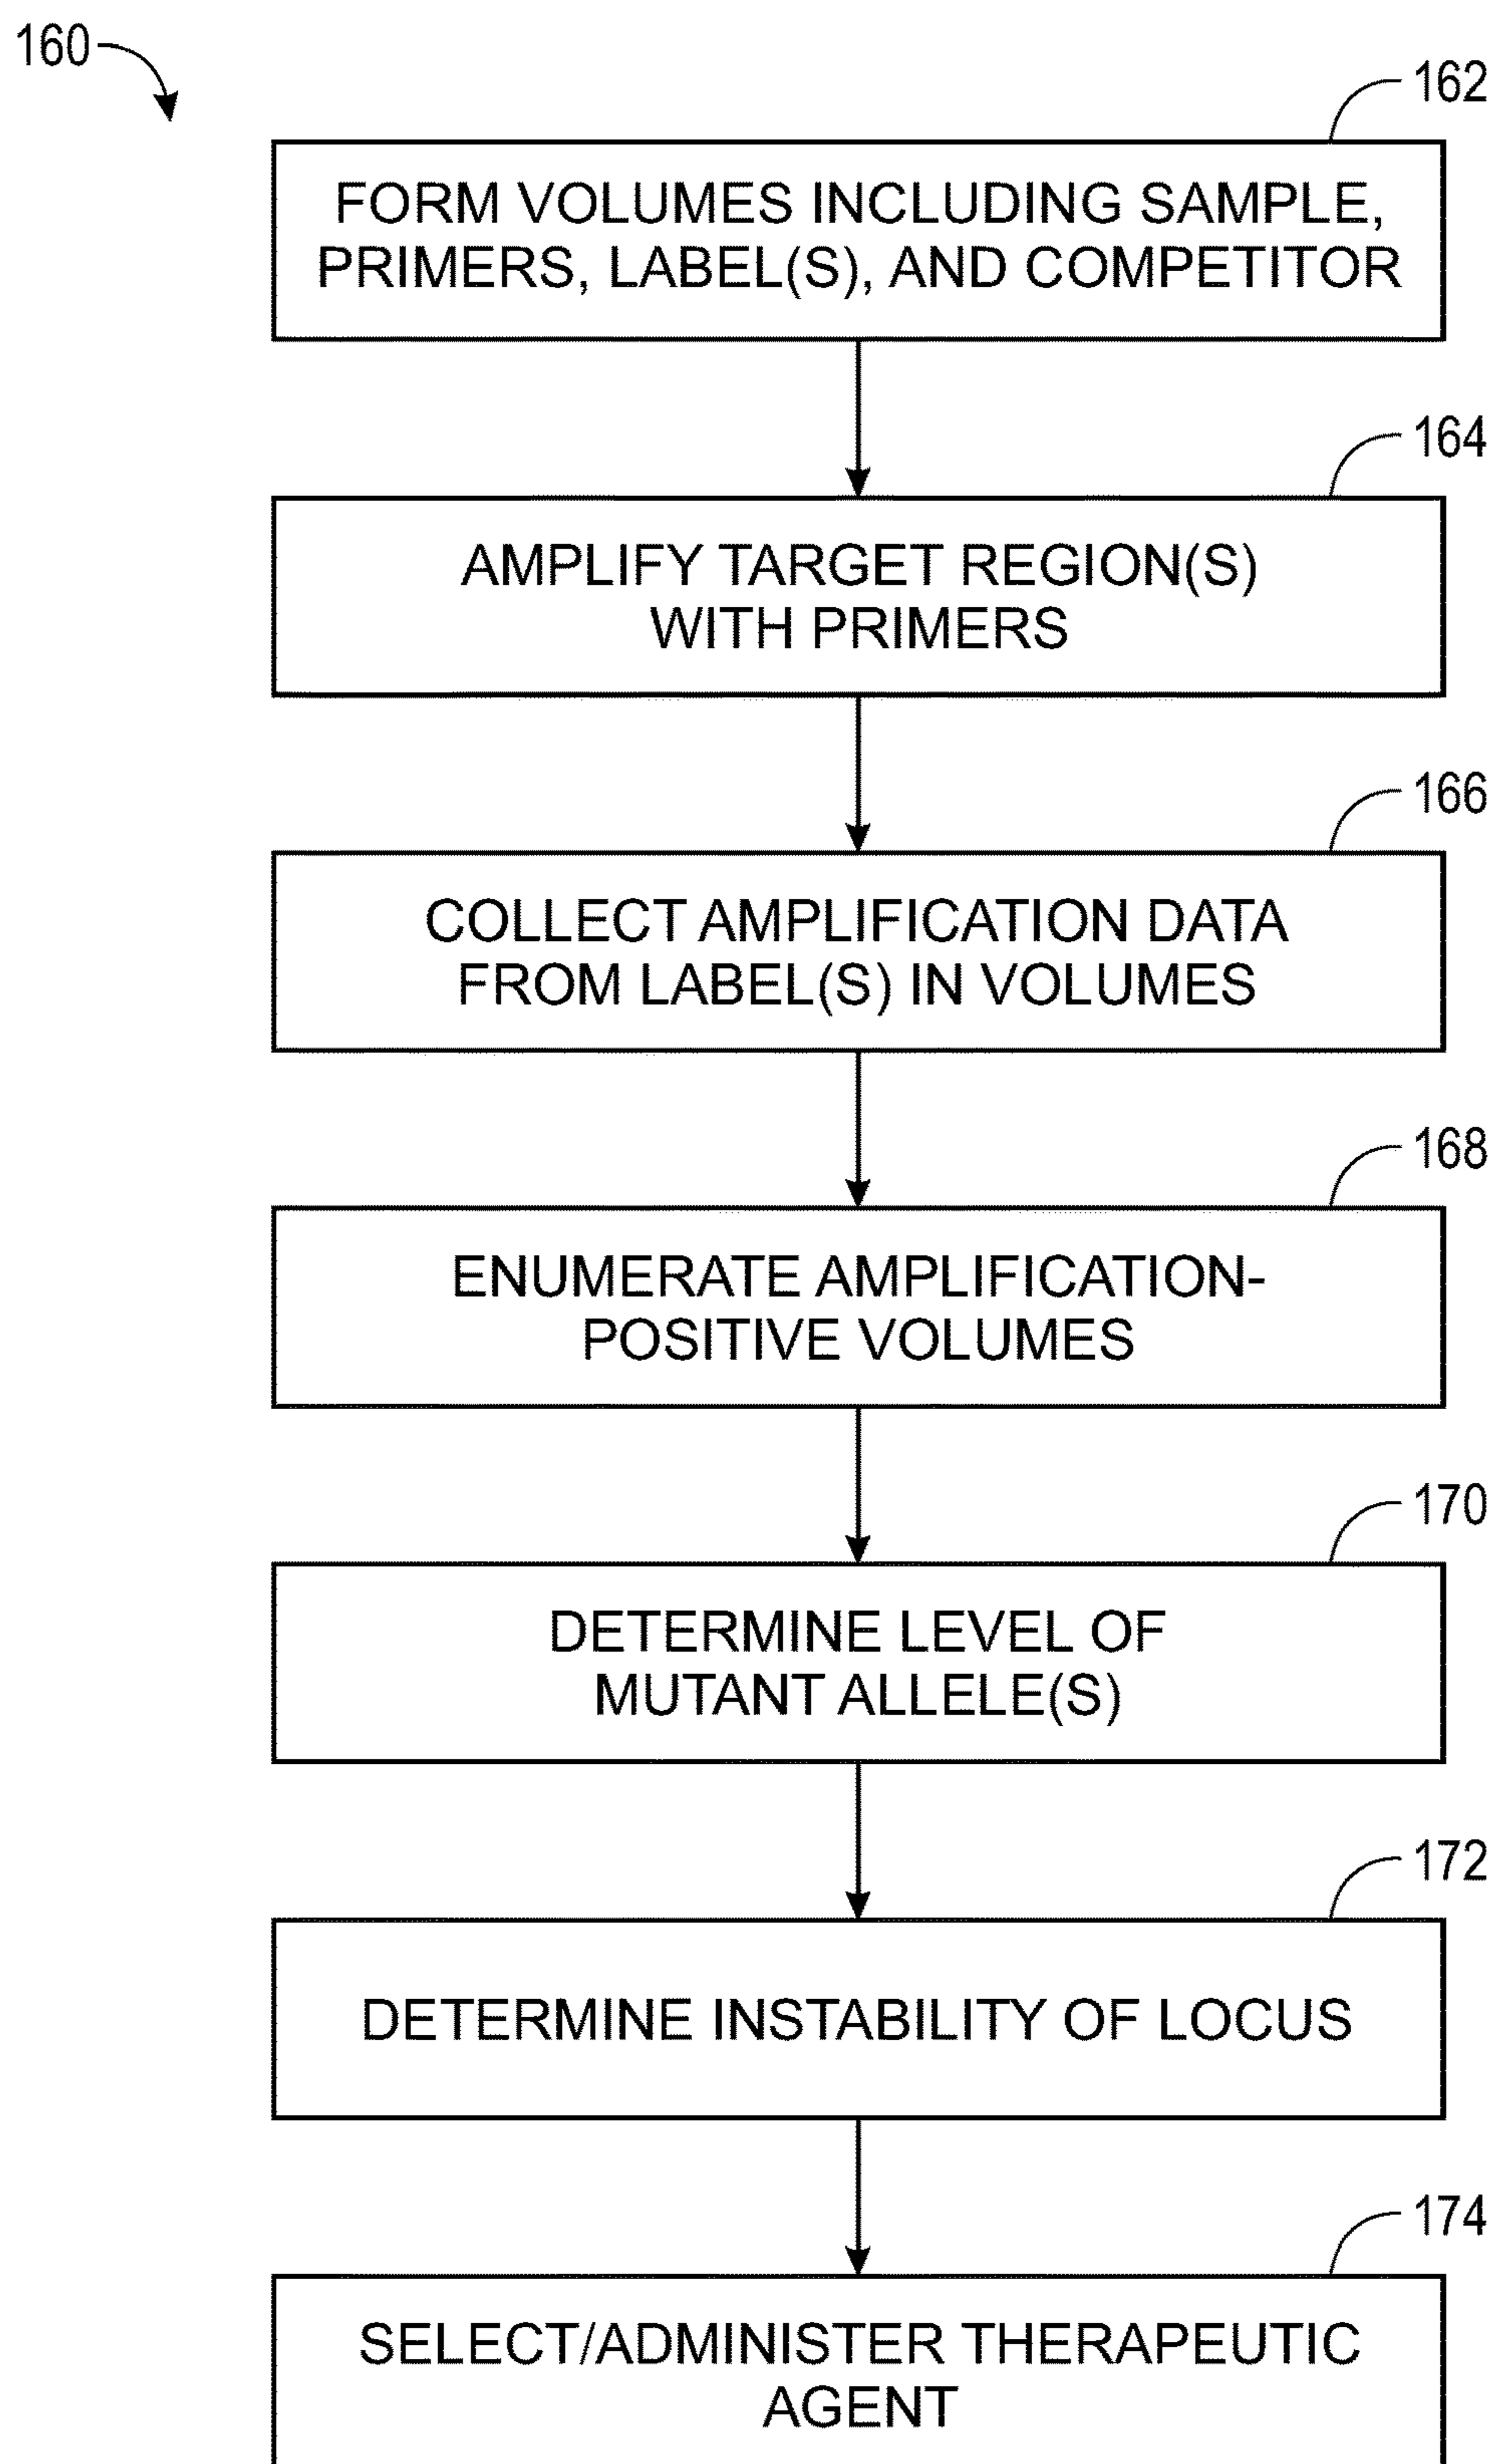 160
162
FORM VOLUMES INCLUDING SAMPLE,
PRIMERS, LABEL(S), AND COMPETITOR
164
AMPLIFY TARGET REGION(S)
WITH PRIMERS
166
COLLECT AMPLIFICATION DATA
FROM LABEL(S) IN VOLUMES
168
ENUMERATE AMPLIFICATION-
POSITIVE VOLUMES
170
DETERMINE LEVEL OF
MUTANT ALLELE(S)
172
DETERMINE INSTABILITY OF LOCUS
174
SELECT/ADMINISTER THERAPEUTIC
AGENT